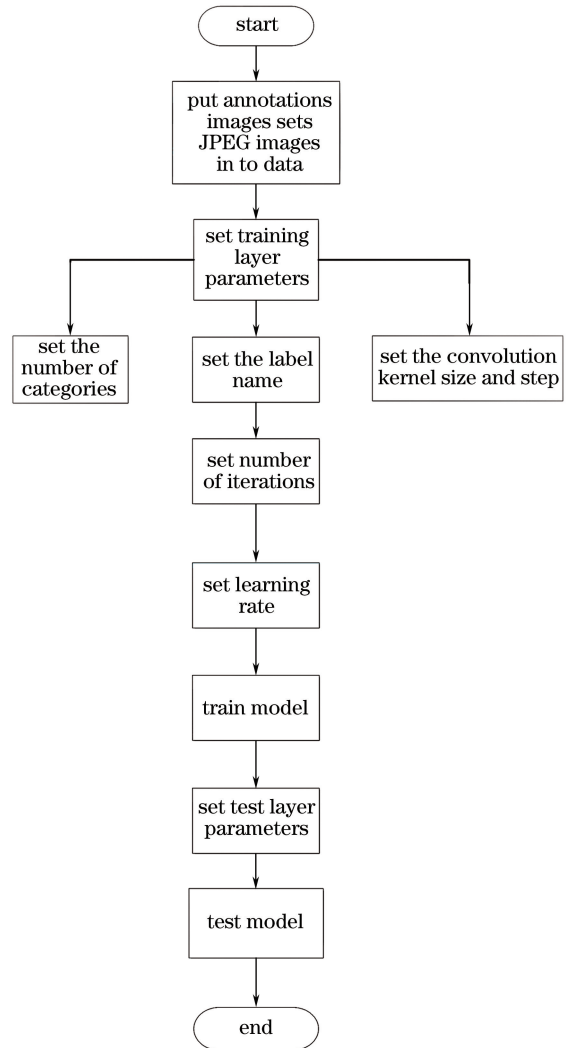 start
put annotations
images sets
JPEG images
in to data
set training
layer
parameters
set the
number of
categories
set the label
name
set the convolution
kernel size and step
set number
of iterations
set learning
rate
train model
set test layer
parameters
test model
end